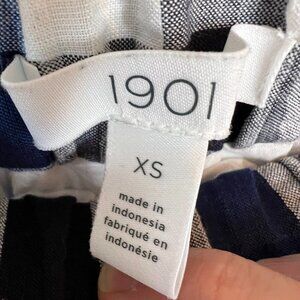 1901
XS
made in
indonesia
fabriqué en
indonésie